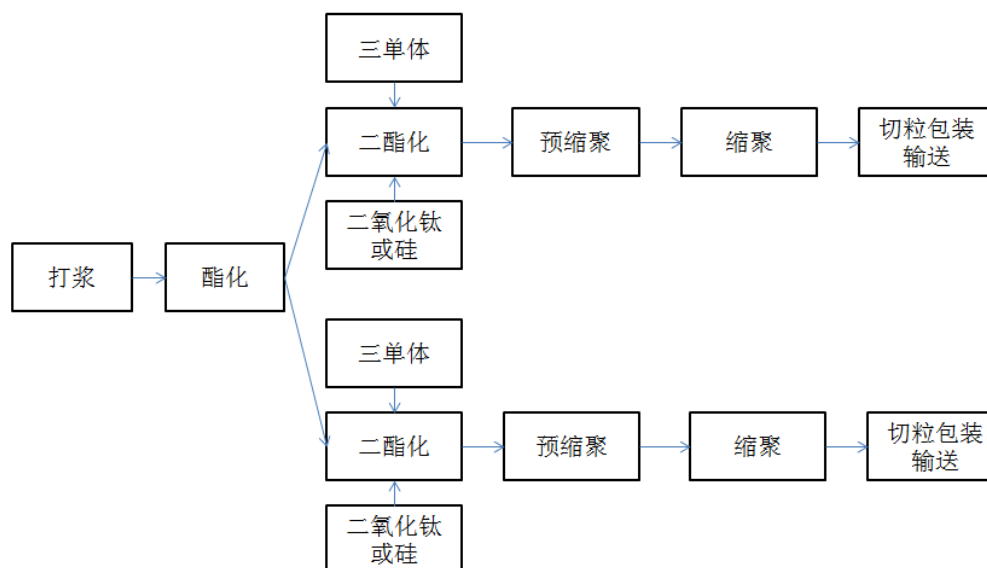 三单体
二酯化
预缩聚
缩聚
切粒包装
输送
二氧化钛
或硅
打浆
酯化
三单体
二酯化
预缩聚
缩聚
切粒包装
输送
二氧化钛
或硅